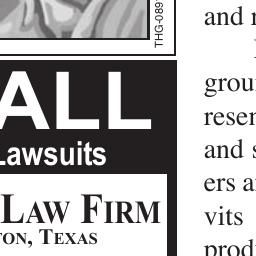 THG-089
ALL
Lawsuits
LAW FIRM
TON, TEXAS
and r
grou
resen
and s
ers a
vits
prod